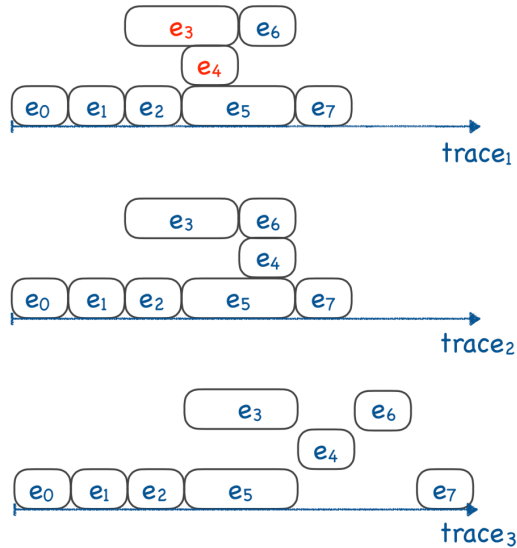 e₃ e₆
e₄
e₀ e₁ e₂ e₅ e₇
trace₁
e₃ e₆
e₄
e₀ e₁ e₂ e₅ e₇
trace₂
e₃ e₆
e₄
e₀ e₁ e₂ e₅ e₇
trace₃